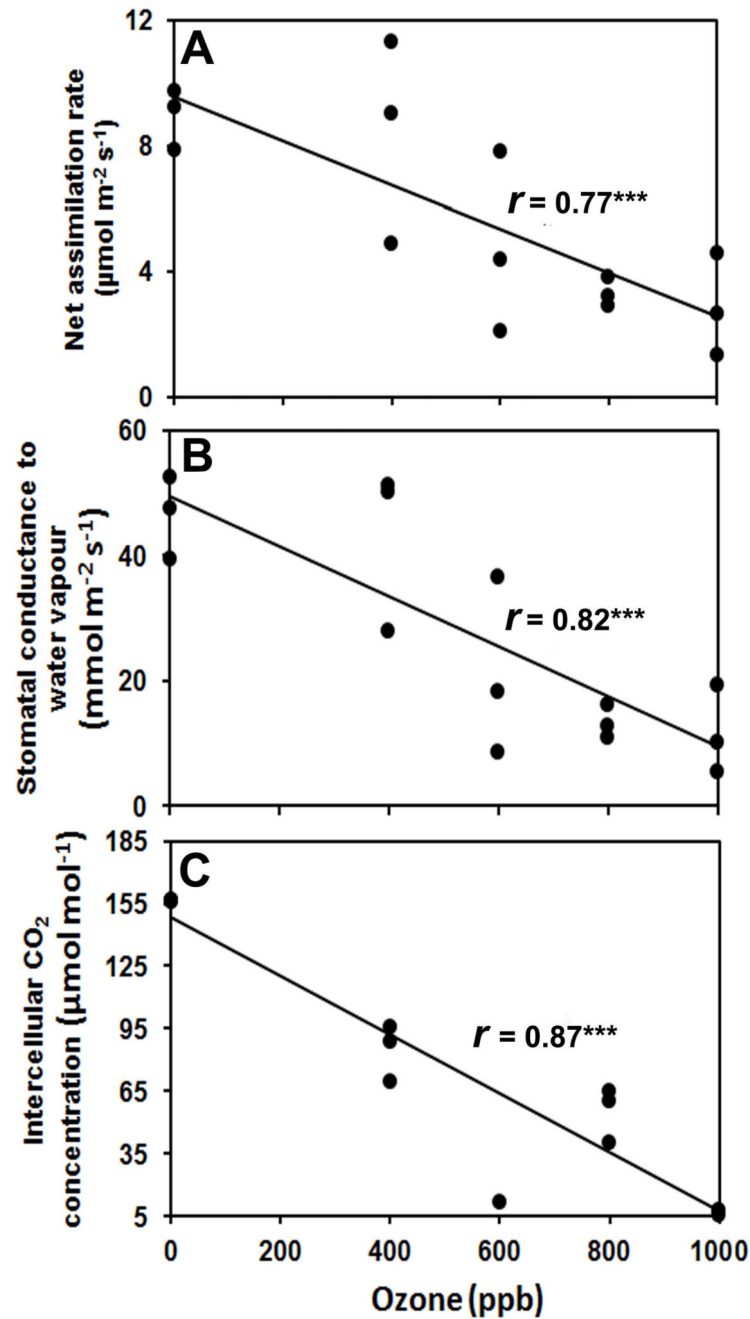 A
12
8
4
0
Net assimilation rate
(µmol m⁻² s⁻¹)
r = 0.77***
B
60
40
20
0
Stomatal conductance to
water vapour
(mmol m⁻² s⁻¹)
r = 0.82***
C
185
155
125
95
65
35
5
Intercellular CO₂
concentration (µmol mol⁻¹)
r = 0.87***
0 200 400 600 800 1000
Ozone (ppb)